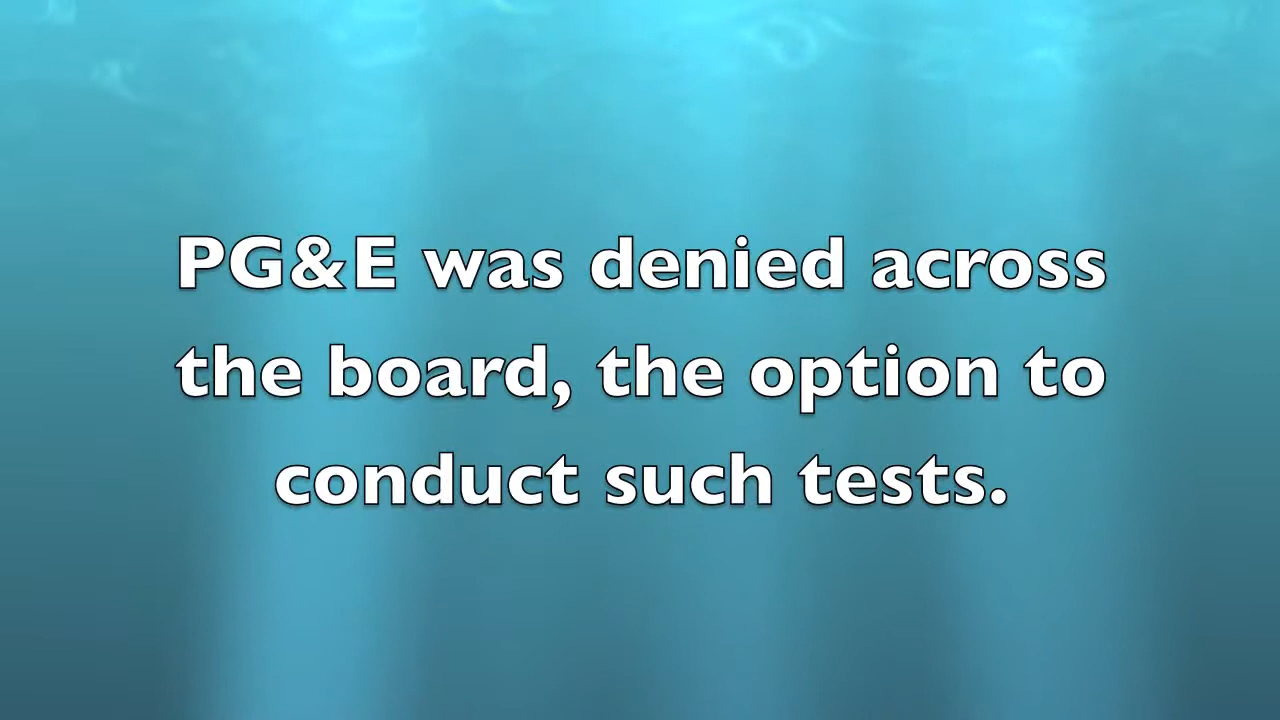 PG&E was denied across
the board, the option to
conduct such tests.